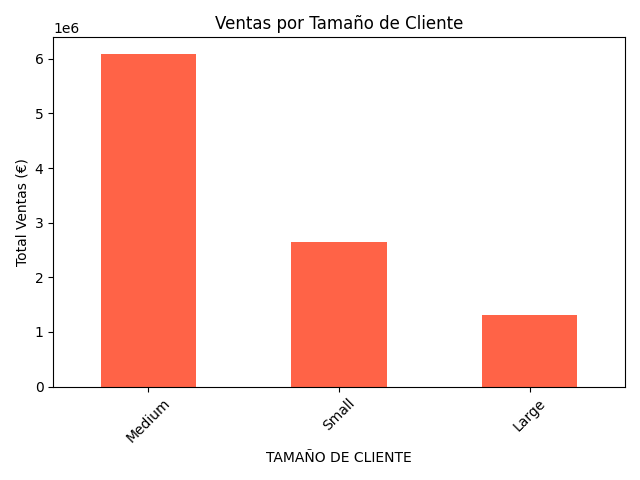 Ventas por Tamaño de Cliente
1e6
6
5
4
3
2
1
0
Total Ventas (€)
Medium
Small
Large
TAMAÑO DE CLIENTE